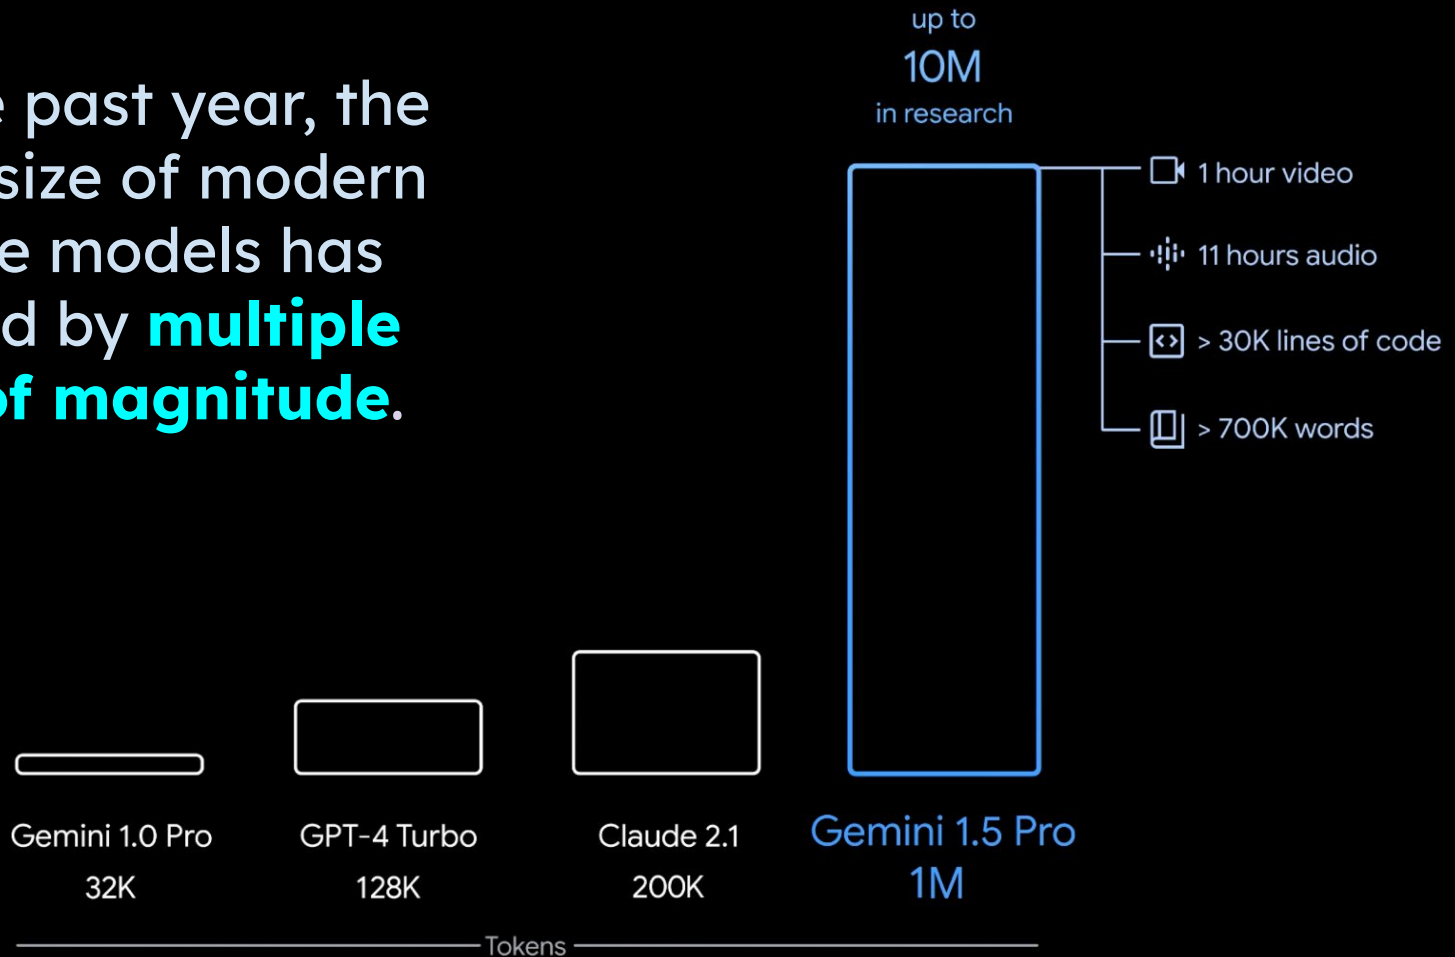 e past year, the
size of modern
e models has
d by multiple
of magnitude.
up to
10M
in research
1 hour video
11 hours audio
> 30K lines of code
> 700K words
Gemini 1.0 Pro
32K
GPT-4 Turbo
128K
Claude 2.1
200K
Gemini 1.5 Pro
1M
Tokens